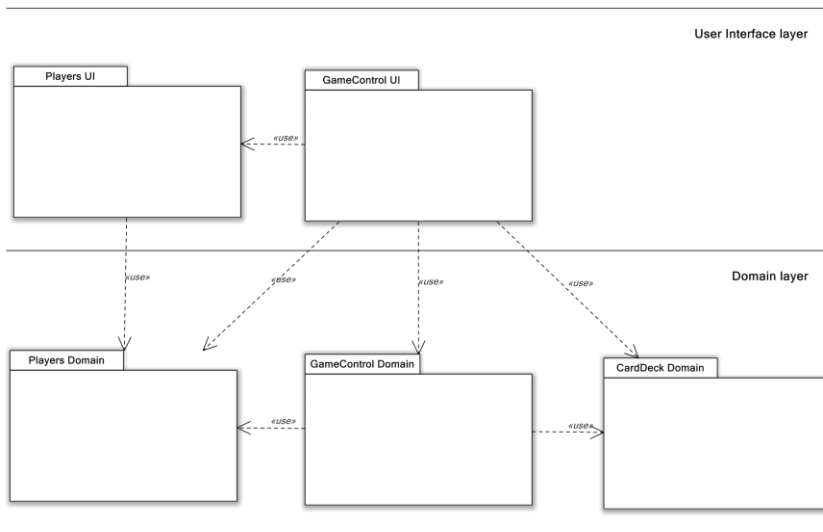 User Interface layer
Players UI
GameControl UI
«use»
Domain layer
«use»
«use»
«use»
«use»
Players Domain
GameControl Domain
CardDeck Domain
«use»
«use»